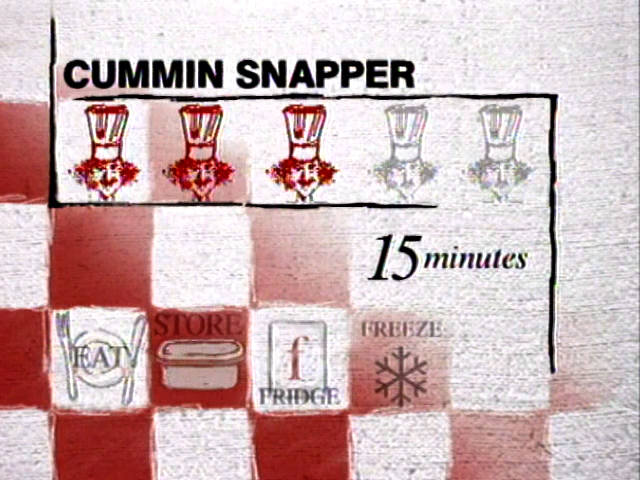 CUMMIN SNAPPER
15 minutes
EAT
STORE
f
FRIDGE
FREEZE